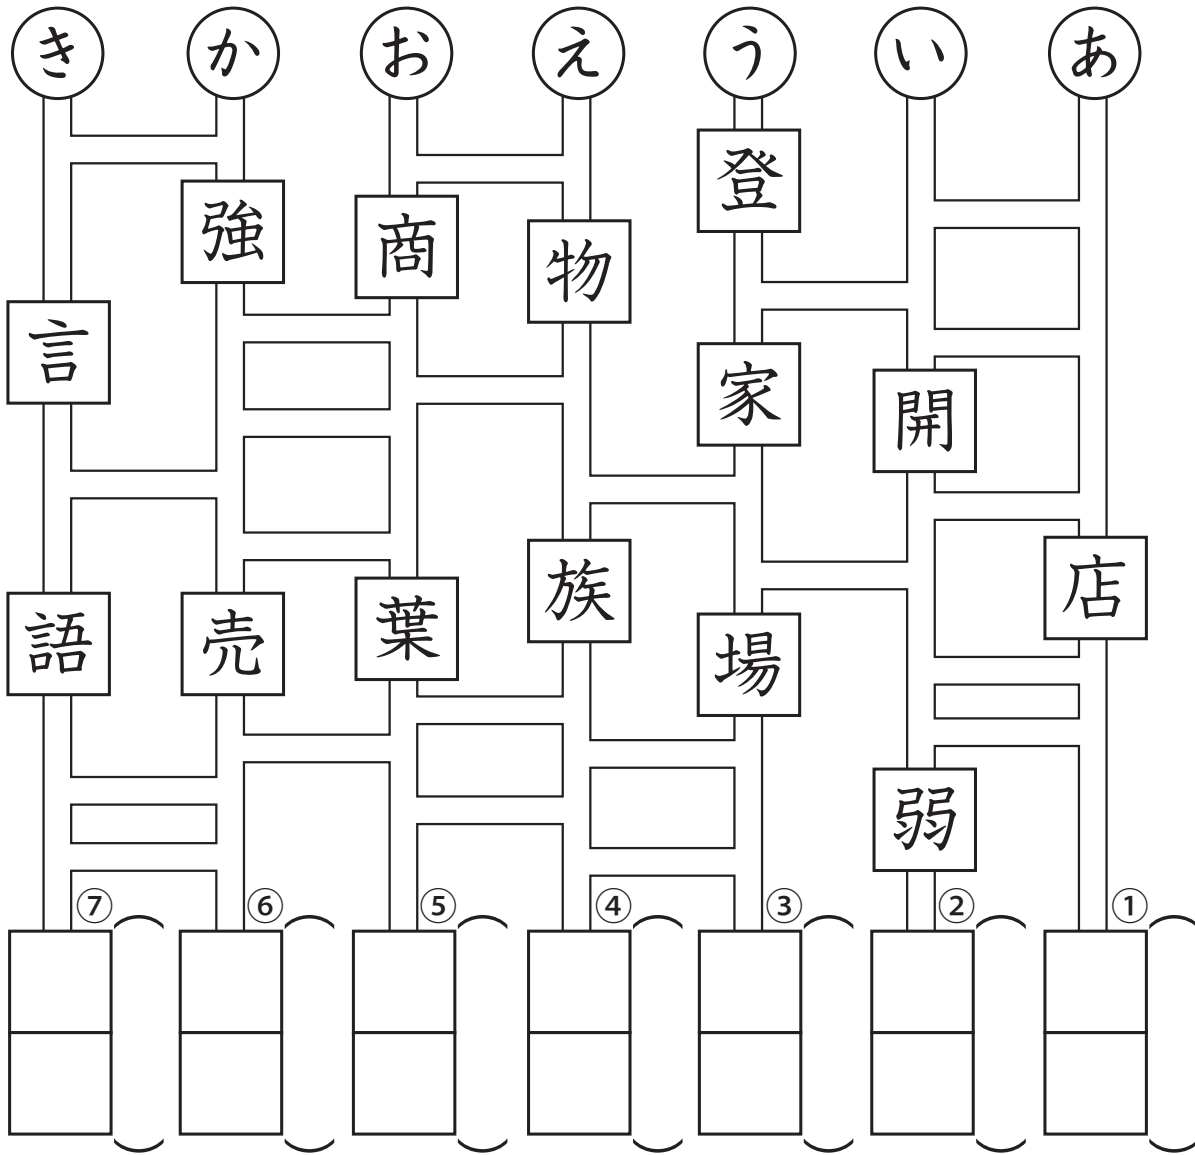 き か お え う い あ
登
強 商
物
言 家 開
族 店
語 売 葉 場
弱
⑦ ⑥ ⑤ ④ ③ ② ①